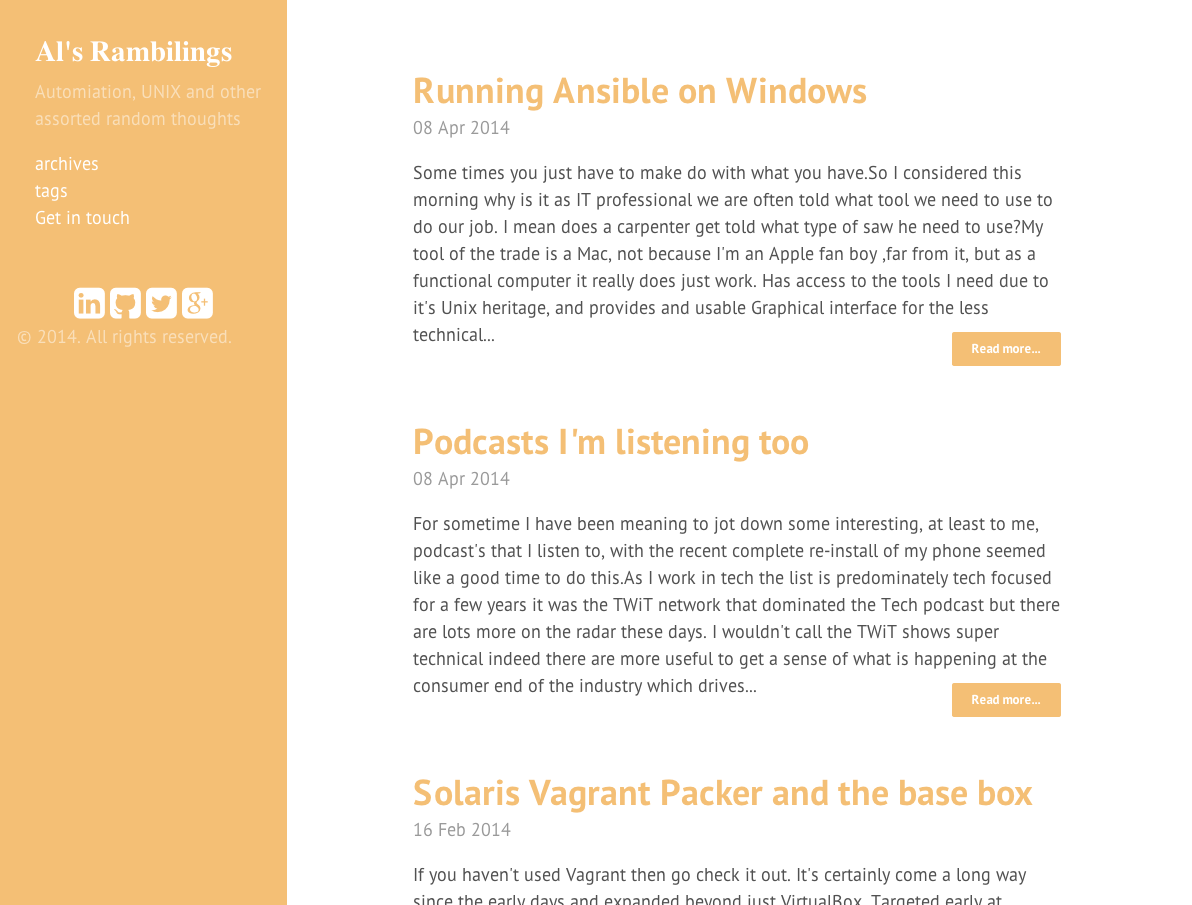 Al's Rambilings
Automiation, UNIX and other
assorted random thoughts
archives
tags
Get in touch
© 2014. All rights reserved.
Running Ansible on Windows
08 Apr 2014
Some times you just have to make do with what you have.So I considered this
morning why is it as IT professional we are often told what tool we need to use to
do our job. I mean does a carpenter get told what type of saw he need to use?My
tool of the trade is a Mac, not because I'm an Apple fan boy ,far from it, but as a
functional computer it really does just work. Has access to the tools I need due to
it's Unix heritage, and provides and usable Graphical interface for the less
technical...
Read more...
Podcasts I'm listening too
08 Apr 2014
For sometime I have been meaning to jot down some interesting, at least to me,
podcast's that I listen to, with the recent complete re-install of my phone seemed
like a good time to do this.As I work in tech the list is predominately tech focused
for a few years it was the TWiT network that dominated the Tech podcast but there
are lots more on the radar these days. I wouldn't call the TWiT shows super
technical indeed there are more useful to get a sense of what is happening at the
consumer end of the industry which drives...
Read more...
Solaris Vagrant Packer and the base box
16 Feb 2014
If you haven't used Vagrant then go check it out. It's certainly come a long way
since the early days and expanded beyond just VirtualBox. Targeted early at